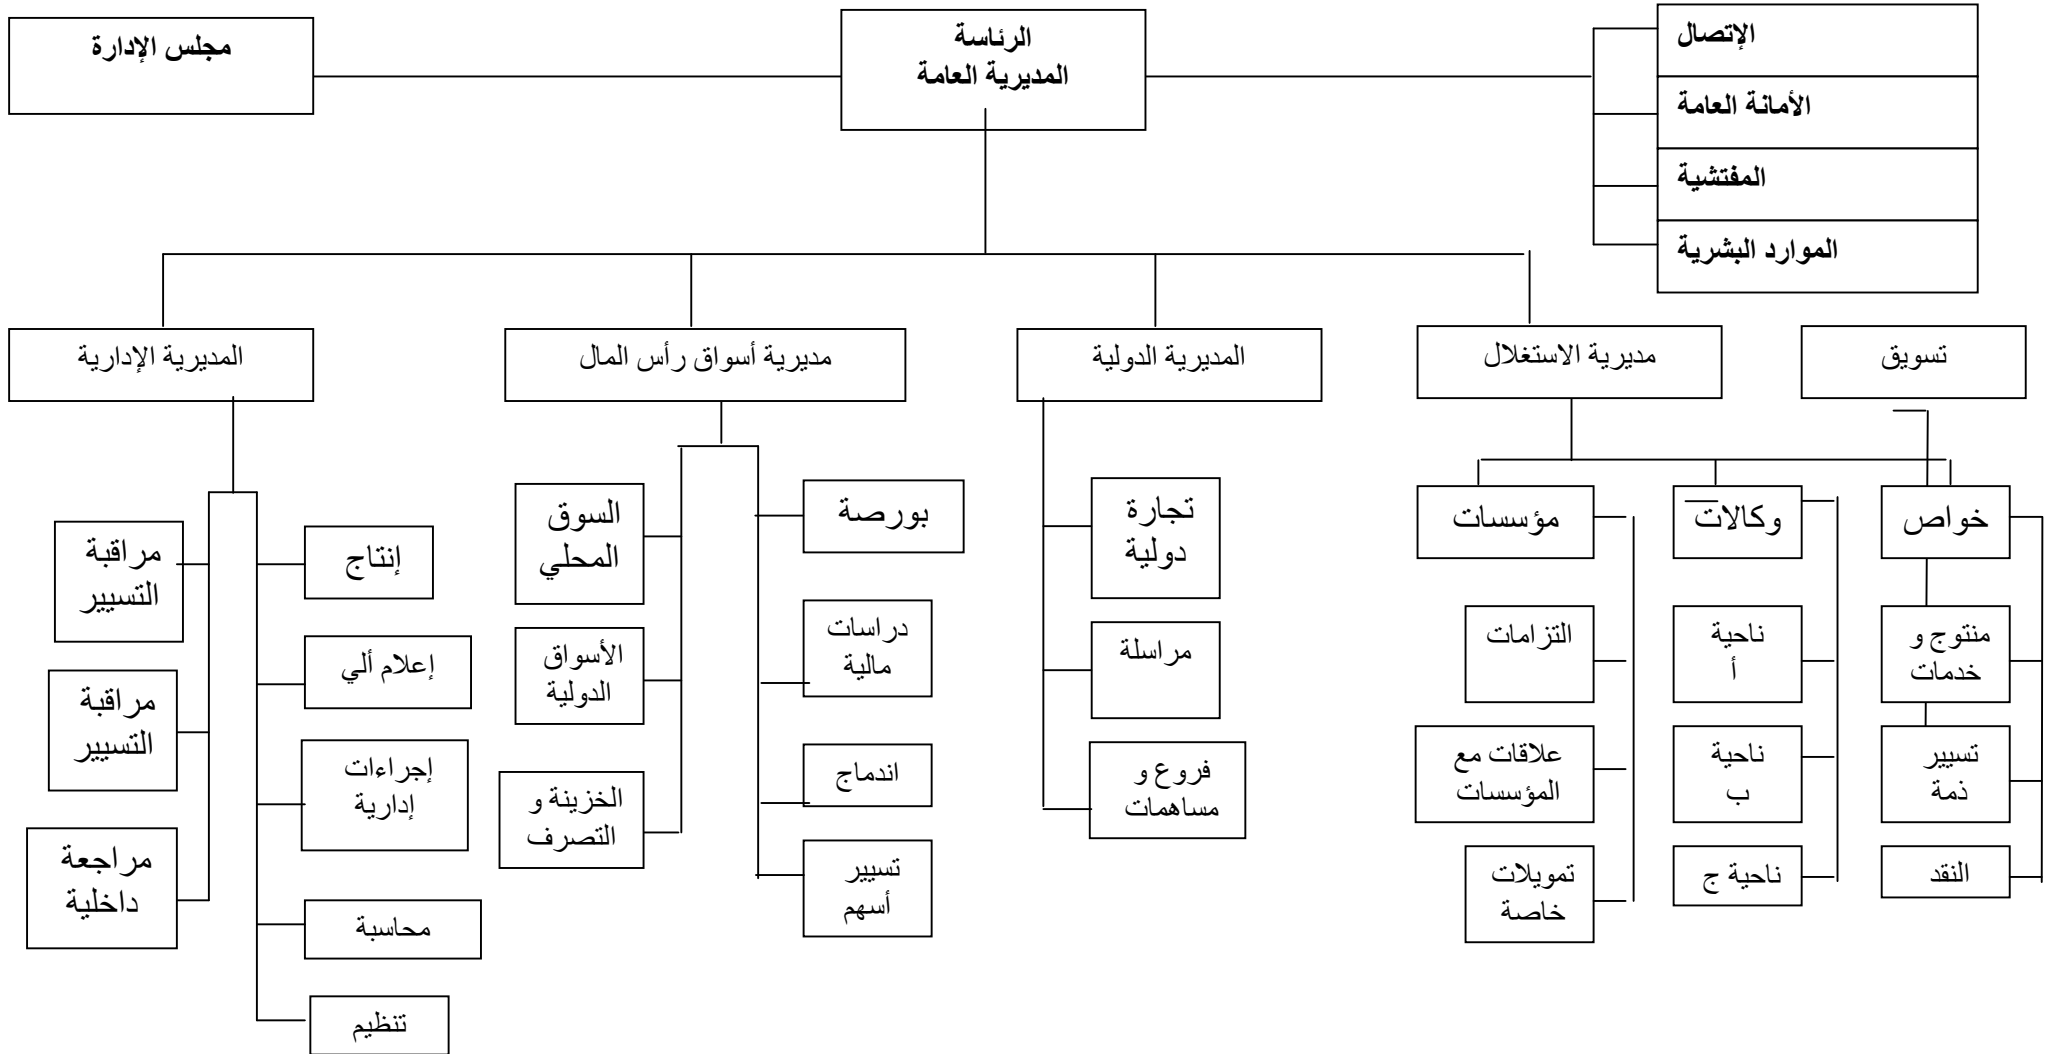 الإتصال
الأمانة العامة
المفتشية
الموارد البشرية
الرئاسة
المديرية العامة
مجلس الإدارة
تسويق
مديرية الاستغلال
المديرية الدولية
مديرية أسواق رأس المال
المديرية الإدارية
خواص
منتوج و
خدمات
تسيير
ذمة
النقد
وكالات
ناحية
أ
ناحية
ب
ناحية ج
مؤسسات
التزامات
علاقات مع
المؤسسات
تمويلات
خاصة
تجارة
دولية
مراسلة
فروع و
مساهمات
بورصة
دراسات
مالية
اندماج
تسيير
أسهم
السوق
المحلي
الأسواق
الدولية
الخزينة و
التصرف
إنتاج
إعلام ألي
إجراءات
إدارية
محاسبة
تنظيم
مراقبة
التسيير
مراقبة
التسيير
مراجعة
داخلية